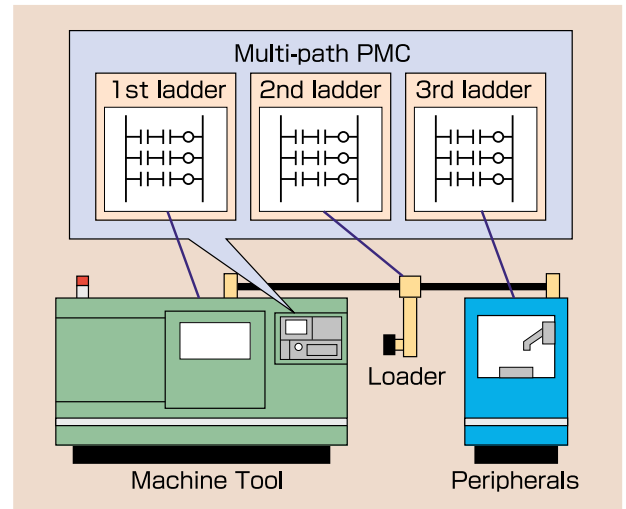 Multi-path PMC
1st ladder
2nd ladder
3rd ladder
Loader
Machine Tool
Peripherals